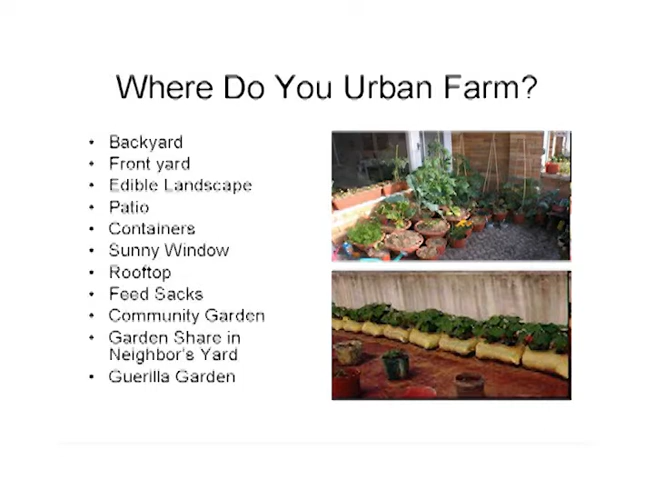 Where Do You Urban Farm?
• Backyard
• Front yard
• Edible Landscape
• Patio
• Containers
• Sunny Window
• Rooftop
• Feed Sacks
• Community Garden
• Garden Share in
Neighbor's Yard
• Guerilla Garden